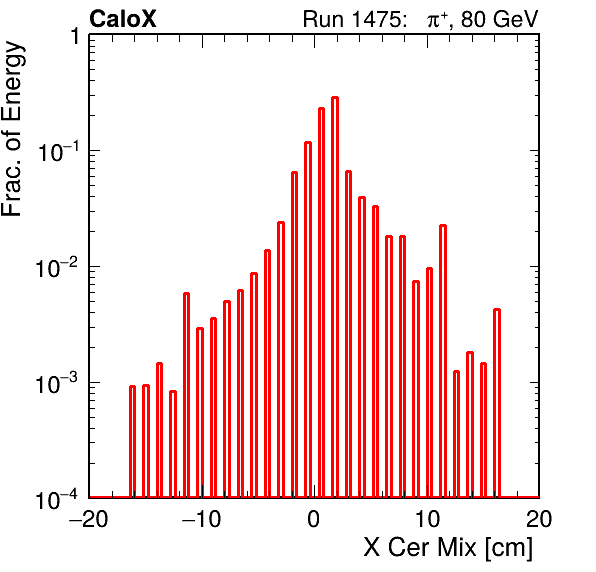 CaloX Run 1475: π⁺, 80 GeV
Frac. of Energy
1
10⁻¹
10⁻²
10⁻³
10⁻⁴
−20 −10 0 10 20
X Cer Mix [cm]